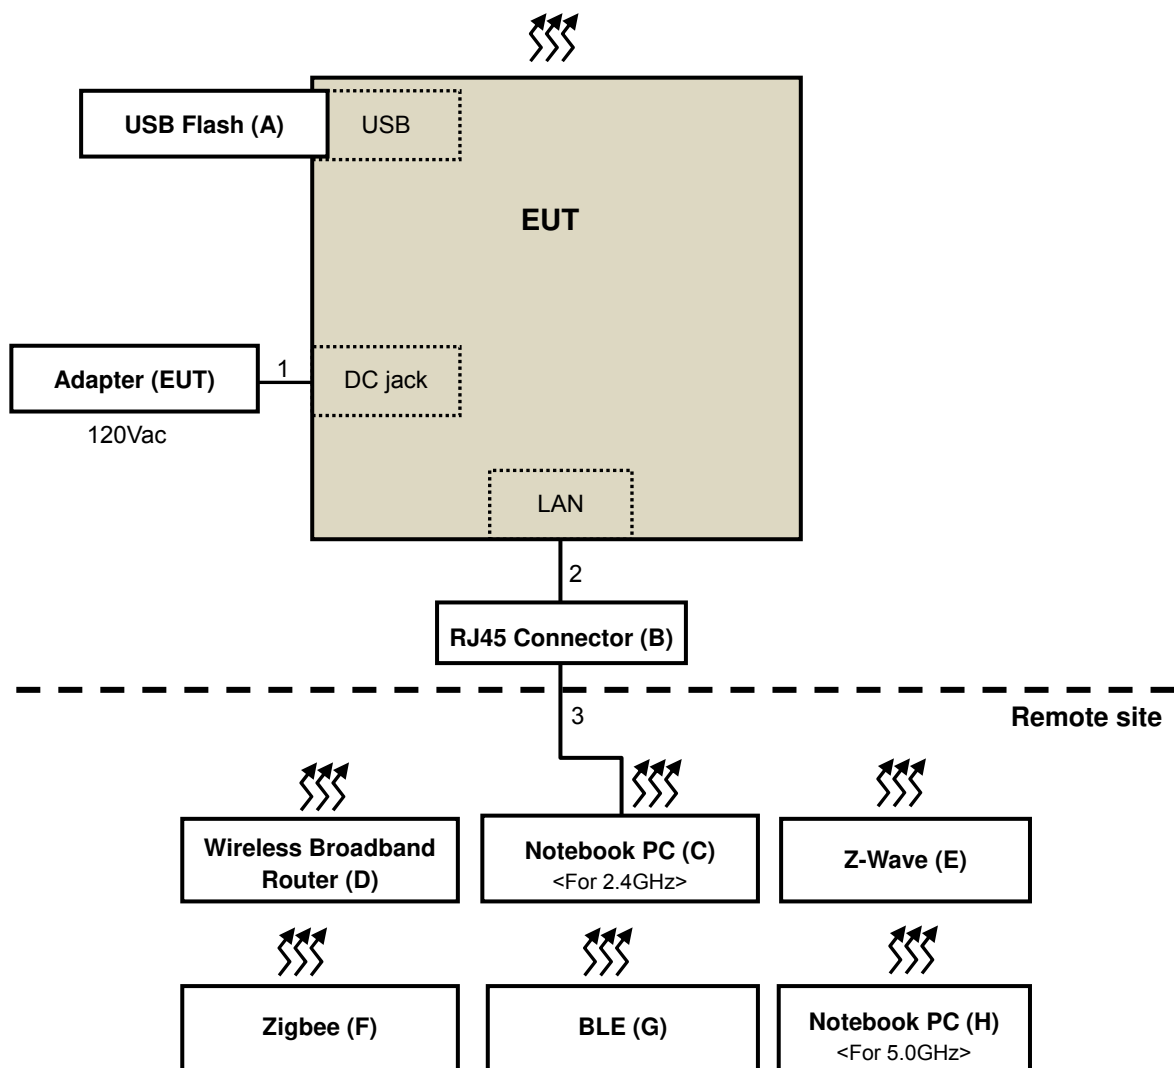 USB Flash (A)
USB
EUT
Adapter (EUT)
1
DC jack
120Vac
LAN
2
RJ45 Connector (B)
3
Remote site
Wireless Broadband
Router (D)
Notebook PC (C)
<For 2.4GHz>
Z-Wave (E)
Zigbee (F)
BLE (G)
Notebook PC (H)
<For 5.0GHz>